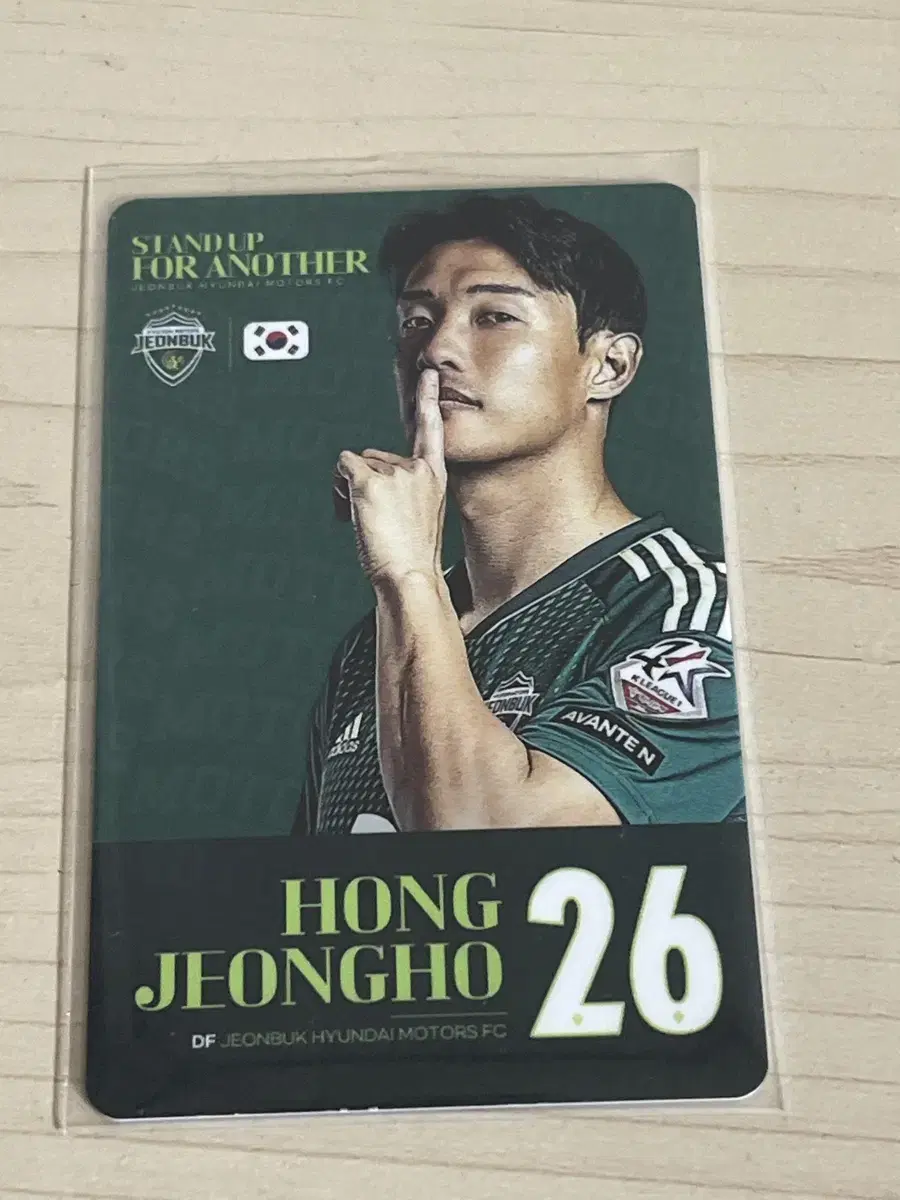 STAND UP
FOR ANOTHER
JEONBUK HYUNDAI MOTORS FC
HYUNDAI MOTORS
JEONBUK
K LEAGUE 1
JEONBUK
AVANTE N
adidas
HONG
JEONGHO
26
DF JEONBUK HYUNDAI MOTORS FC